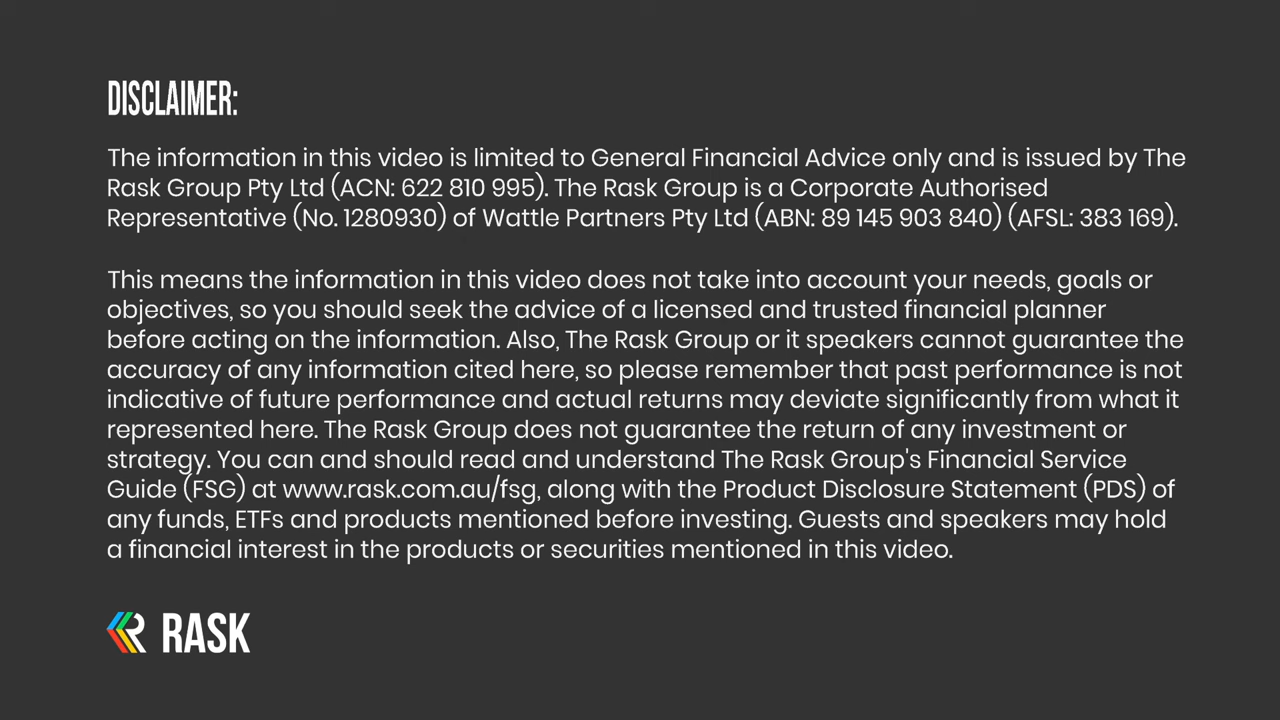 DISCLAIMER:
The information in this video is limited to General Financial Advice only and is issued by The
Rask Group Pty Ltd (ACN: 622 810 995). The Rask Group is a Corporate Authorised
Representative (No. 1280930) of Wattle Partners Pty Ltd (ABN: 89 145 903 840) (AFSL: 383 169).
This means the information in this video does not take into account your needs, goals or
objectives, so you should seek the advice of a licensed and trusted financial planner
before acting on the information. Also, The Rask Group or it speakers cannot guarantee the
accuracy of any information cited here, so please remember that past performance is not
indicative of future performance and actual returns may deviate significantly from what it
represented here. The Rask Group does not guarantee the return of any investment or
strategy. You can and should read and understand The Rask Group's Financial Service
Guide (FSG) at www.rask.com.au/fsg, along with the Product Disclosure Statement (PDS) of
any funds, ETFs and products mentioned before investing. Guests and speakers may hold
a financial interest in the products or securities mentioned in this video.
RASK